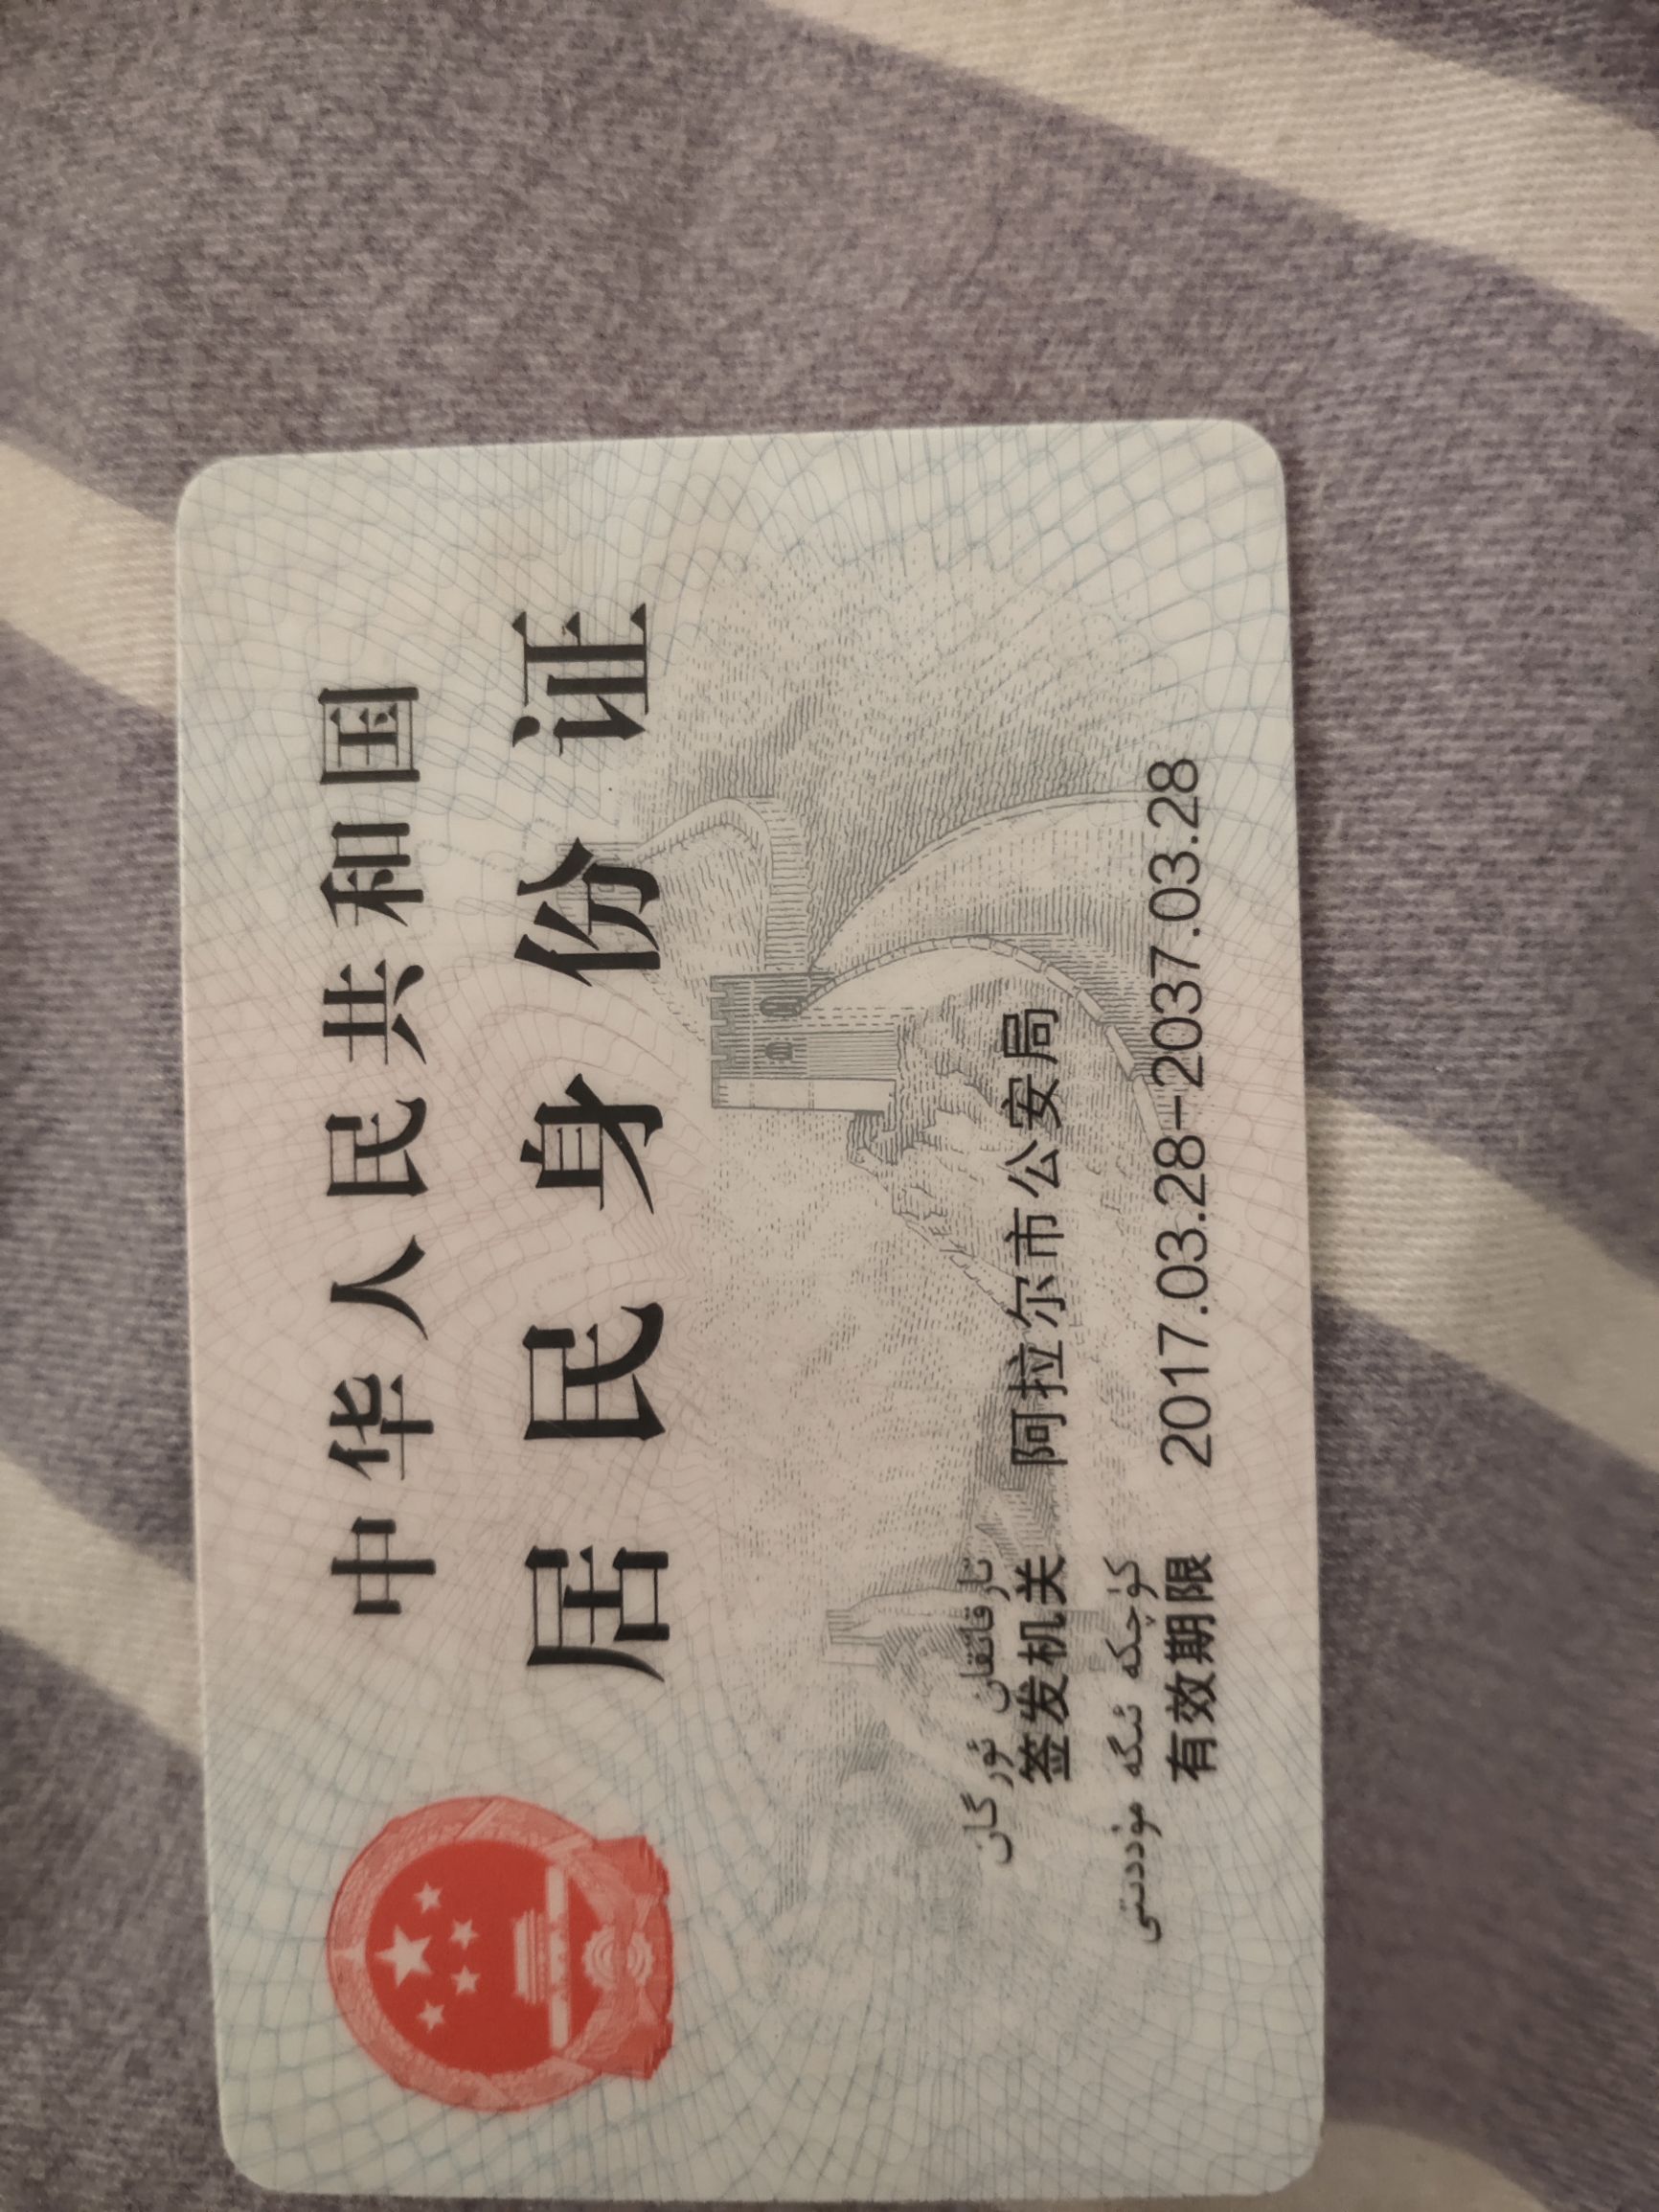 中华人民共和国
居民身份证
تارقاتقان ئورگان
签发机关 阿拉尔市公安局
كۈچكە ئىگە مۇددىتى
有效期限 2017.03.28-2037.03.28